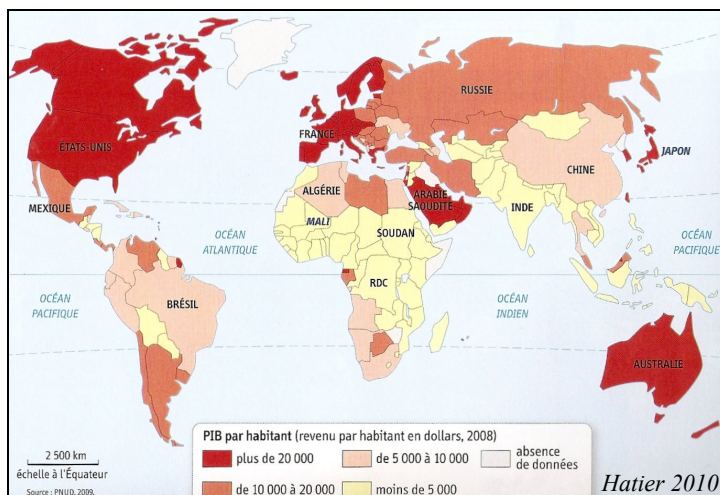 RUSSIE
FRANCE
ÉTATS-UNIS
JAPON
CHINE
ALGÉRIE
ARABIE
SAOUDITE
MEXIQUE
MALI
INDE
OCÉAN
ATLANTIQUE
SOUDAN
OCÉAN
PACIFIQUE
RDC
OCÉAN
PACIFIQUE
BRÉSIL
OCÉAN
INDIEN
AUSTRALIE
PIB par habitant (revenu par habitant en dollars, 2008)
plus de 20 000
de 5 000 à 10 000
absence
de données
de 10 000 à 20 000
moins de 5 000
2 500 km
échelle à l'Équateur
Source : PNUD, 2009.
Hatier 2010